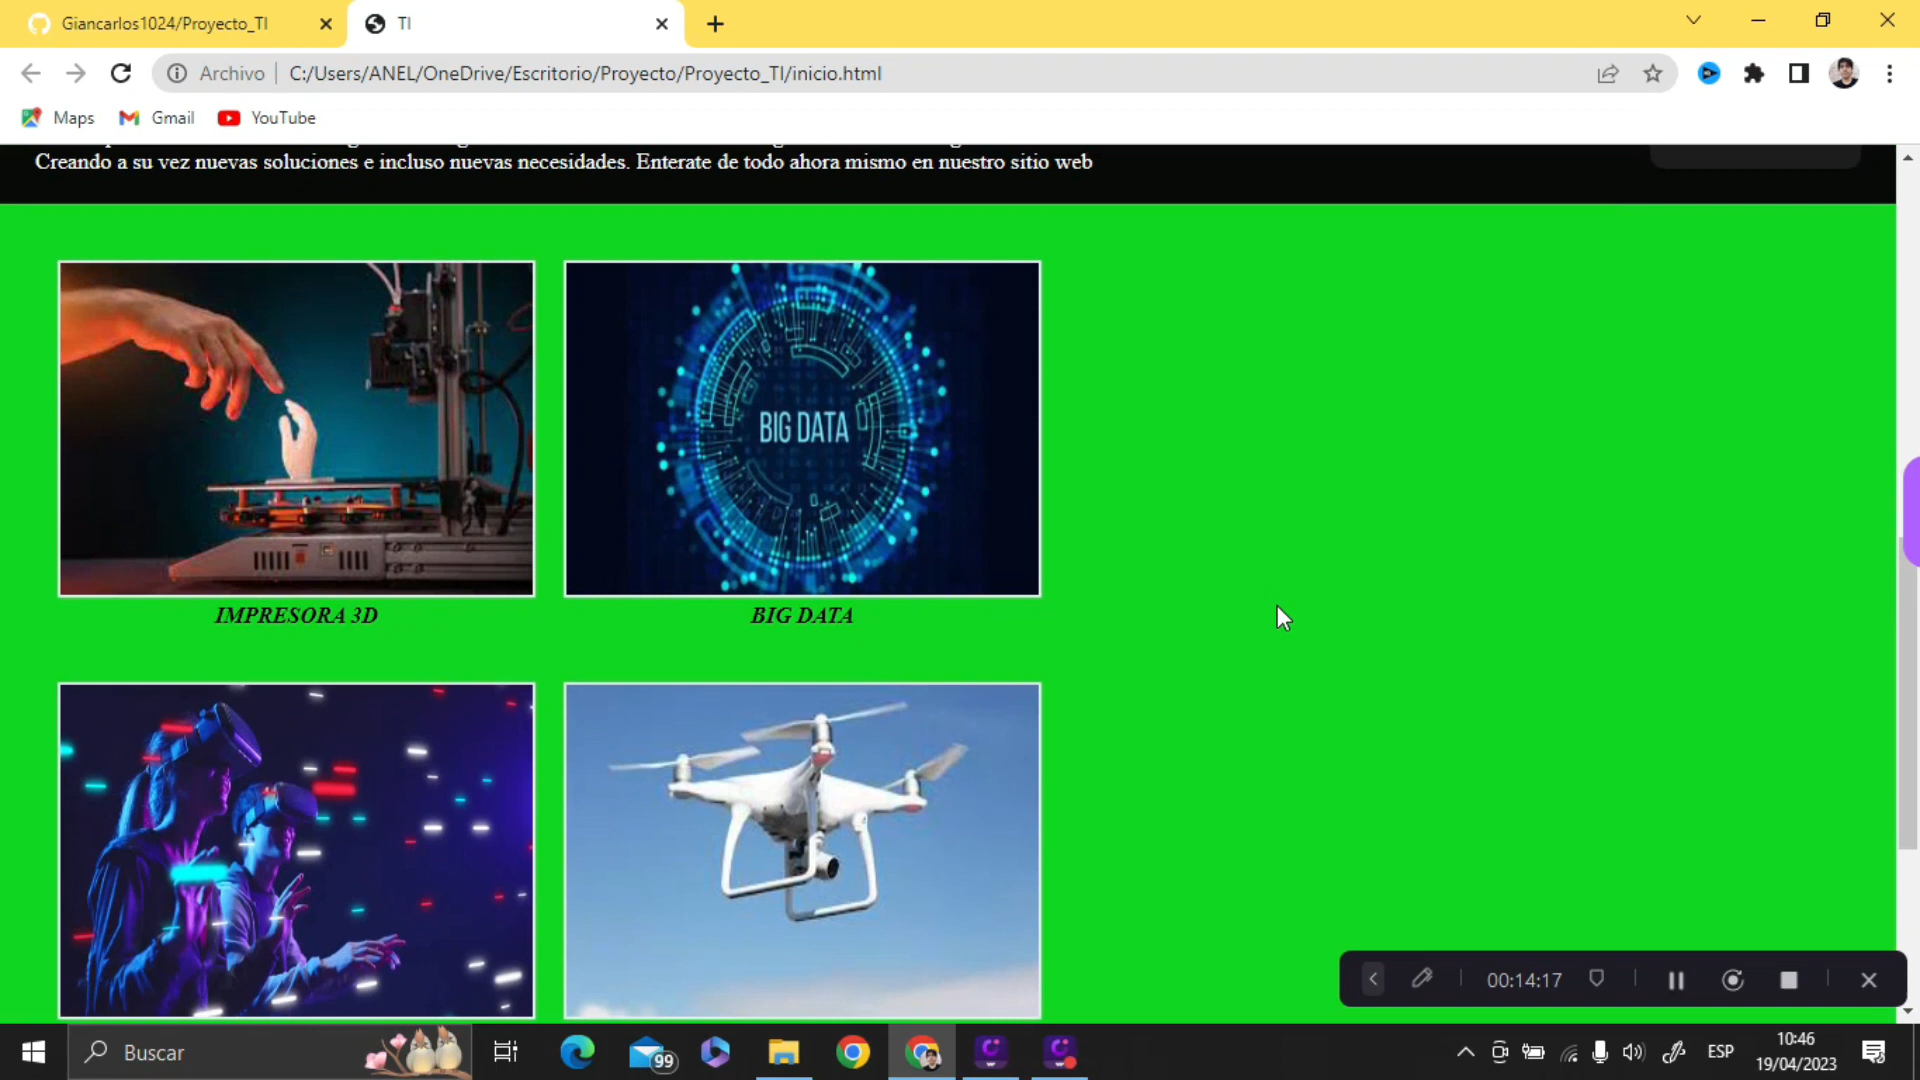 Giancarlos1024/Proyecto_TI
TI
Archivo
C:/Users/ANEL/OneDrive/Escritorio/Proyecto/Proyecto_TI/inicio.html
Maps
Gmail
YouTube
Creando a su vez nuevas soluciones e incluso nuevas necesidades. Enterate de todo ahora mismo en nuestro sitio web
BIG DATA
IMPRESORA 3D
BIG DATA
00:14:17
Buscar
99
ESP
10:46
19/04/2023